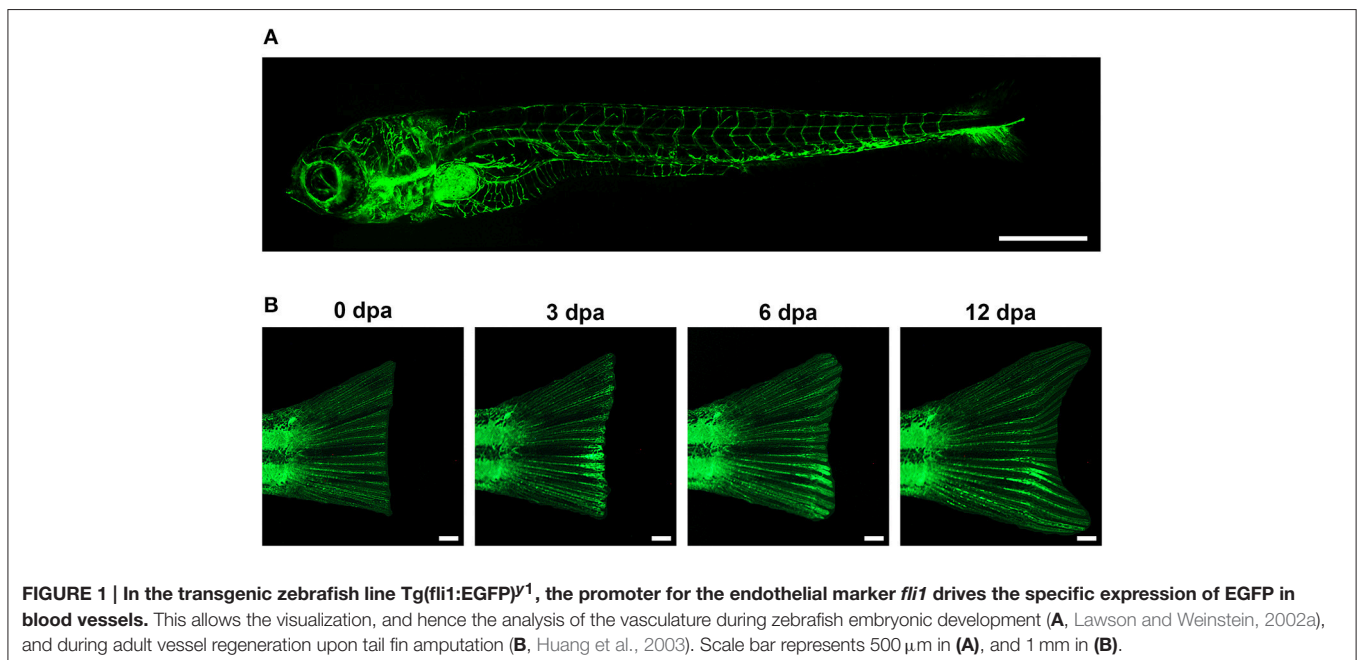 A
B
0 dpa
3 dpa
6 dpa
12 dpa
FIGURE 1 | In the transgenic zebrafish line Tg(fli1:EGFP)y1, the promoter for the endothelial marker fli1 drives the specific expression of EGFP in
blood vessels. This allows the visualization, and hence the analysis of the vasculature during zebrafish embryonic development (A, Lawson and Weinstein, 2002a),
and during adult vessel regeneration upon tail fin amputation (B, Huang et al., 2003). Scale bar represents 500 μm in (A), and 1 mm in (B).